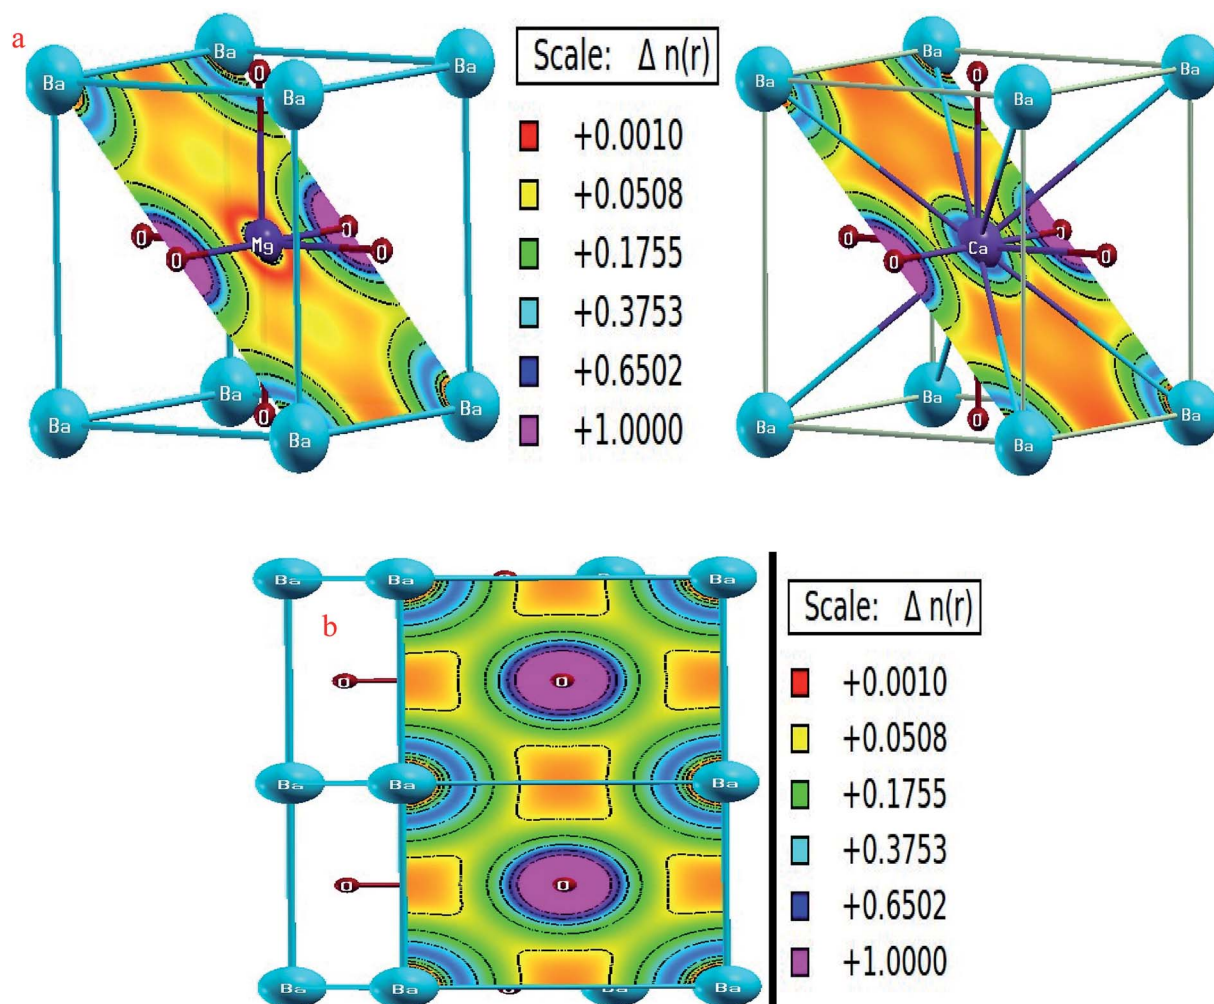 a
Ba
Ba
Ba
Ba
O
O
O
O
O
Mg
Ba
Ba
Ba
Ba
O
Scale: Δ n(r)
+0.0010
+0.0508
+0.1755
+0.3753
+0.6502
+1.0000
Ba
Ba
Ba
Ba
O
O
O
O
O
Ca
Ba
Ba
Ba
Ba
O
b
Ba
Ba
Ba
Ba
O
O
Ba
Ba
Ba
O
O
Ba
Ba
Ba
Scale: Δ n(r)
+0.0010
+0.0508
+0.1755
+0.3753
+0.6502
+1.0000